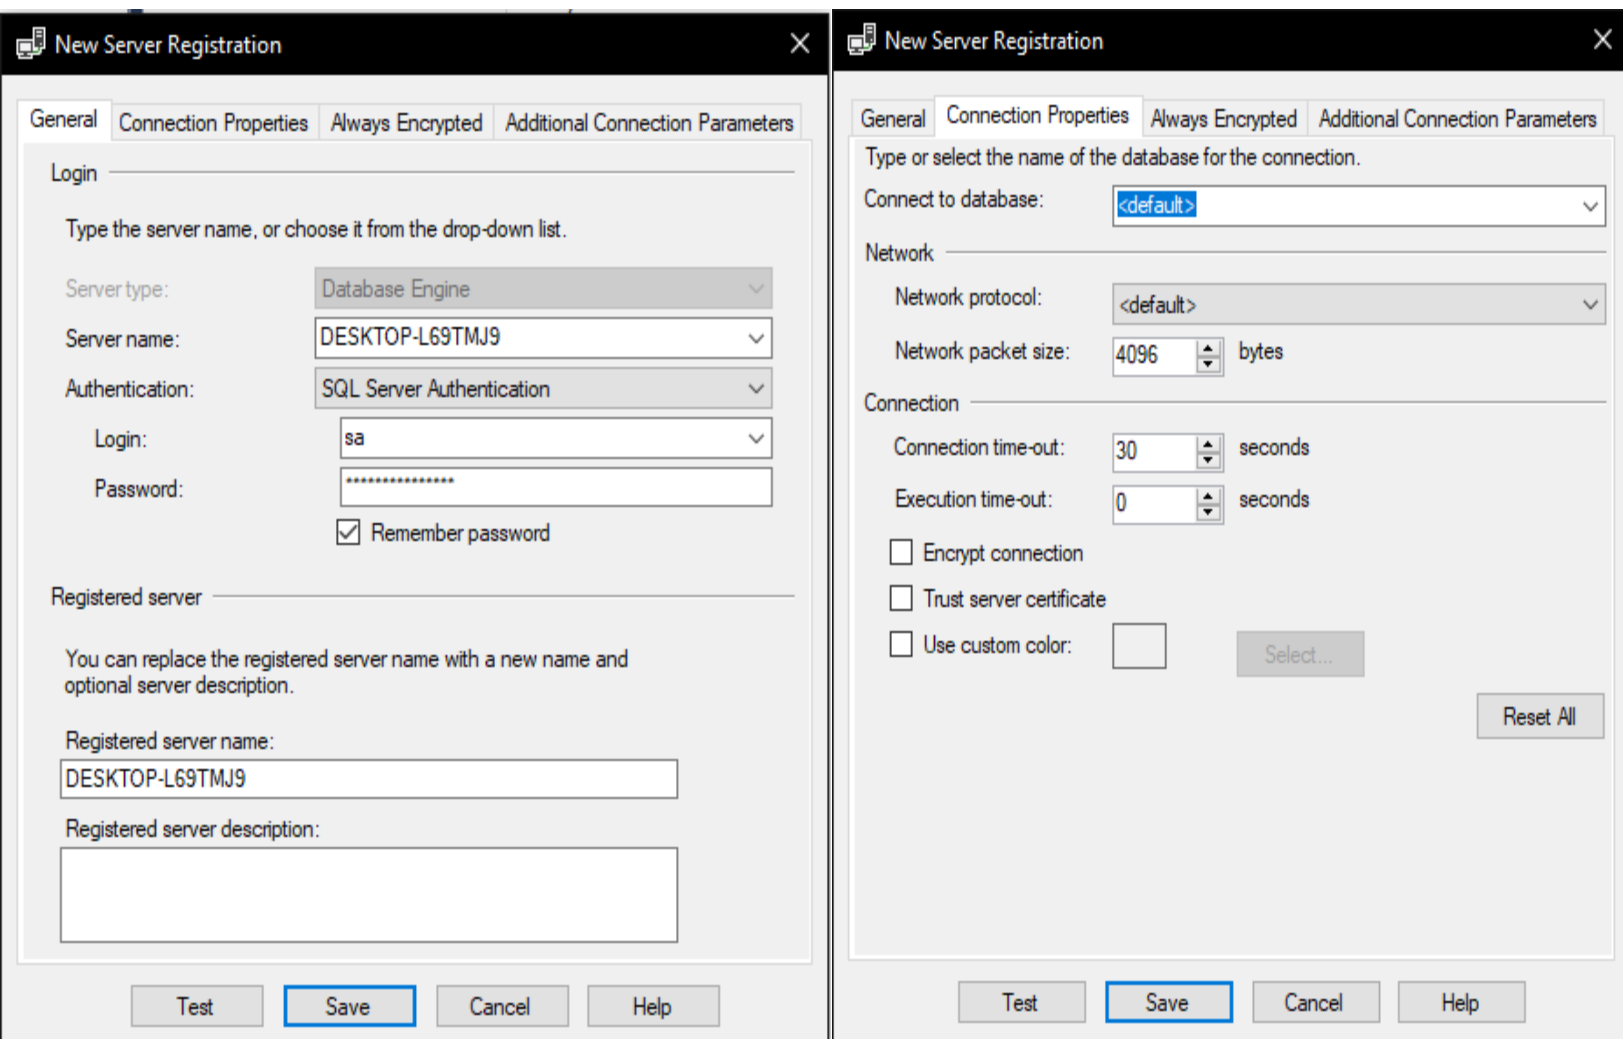 New Server Registration
General Connection Properties Always Encrypted Additional Connection Parameters
Login
Type the server name, or choose it from the drop-down list.
Server type: Database Engine
Server name: DESKTOP-L69TMJ9
Authentication: SQL Server Authentication
Login: sa
Password: ***************
Remember password
Registered server
You can replace the registered server name with a new name and
optional server description.
Registered server name:
DESKTOP-L69TMJ9
Registered server description:
Test Save Cancel Help
New Server Registration
General Connection Properties Always Encrypted Additional Connection Parameters
Type or select the name of the database for the connection.
Connect to database: <default>
Network
Network protocol: <default>
Network packet size: 4096 bytes
Connection
Connection time-out: 30 seconds
Execution time-out: 0 seconds
Encrypt connection
Trust server certificate
Use custom color: Select...
Reset All
Test Save Cancel Help